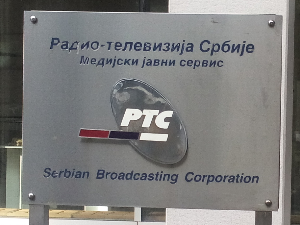 Радио-телевизија Србије
Медијски јавни сервис
РТС
Serbian Broadcasting Corporation